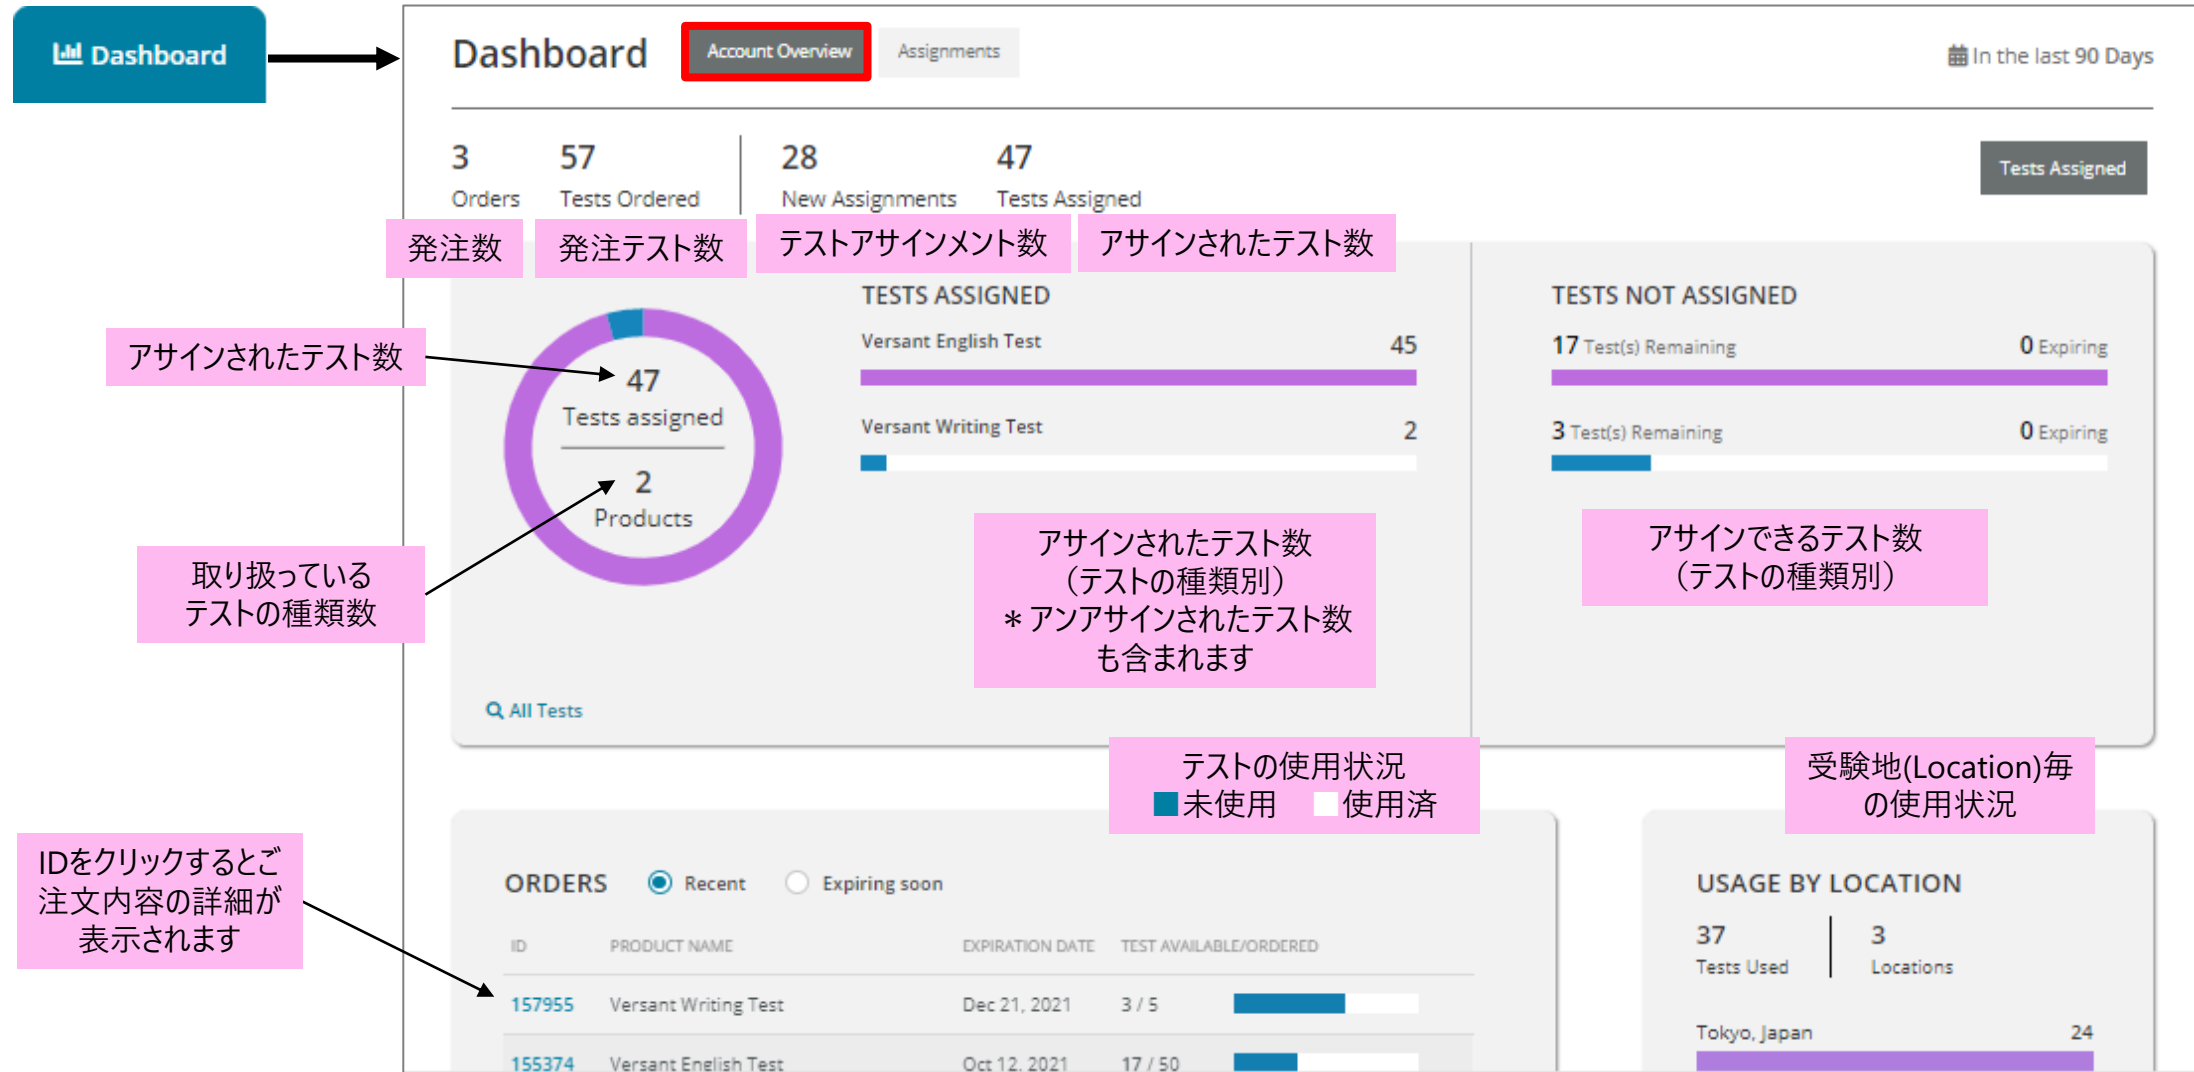 Dashboard
Dashboard
Account Overview
Assignments
In the last 90 Days
3
Orders
57
Tests Ordered
28
New Assignments
47
Tests Assigned
Tests Assigned
発注数
発注テスト数
テストアサインメント数
アサインされたテスト数
アサインされたテスト数
47
Tests assigned
2
Products
取り扱っている
テストの種類数
All Tests
TESTS ASSIGNED
Versant English Test 45
Versant Writing Test 2
アサインされたテスト数
（テストの種類別）
＊アンアサインされたテスト数
も含まれます
TESTS NOT ASSIGNED
17 Test(s) Remaining 0 Expiring
3 Test(s) Remaining 0 Expiring
アサインできるテスト数
（テストの種類別）
テストの使用状況
未使用 使用済
受験地(Location)毎
の使用状況
IDをクリックするとご
注文内容の詳細が
表示されます
ORDERS Recent Expiring soon
ID PRODUCT NAME EXPIRATION DATE TEST AVAILABLE/ORDERED
157955 Versant Writing Test Dec 21, 2021 3 / 5
155374 Versant English Test Oct 12, 2021 17 / 50
USAGE BY LOCATION
37
Tests Used
3
Locations
Tokyo, Japan 24